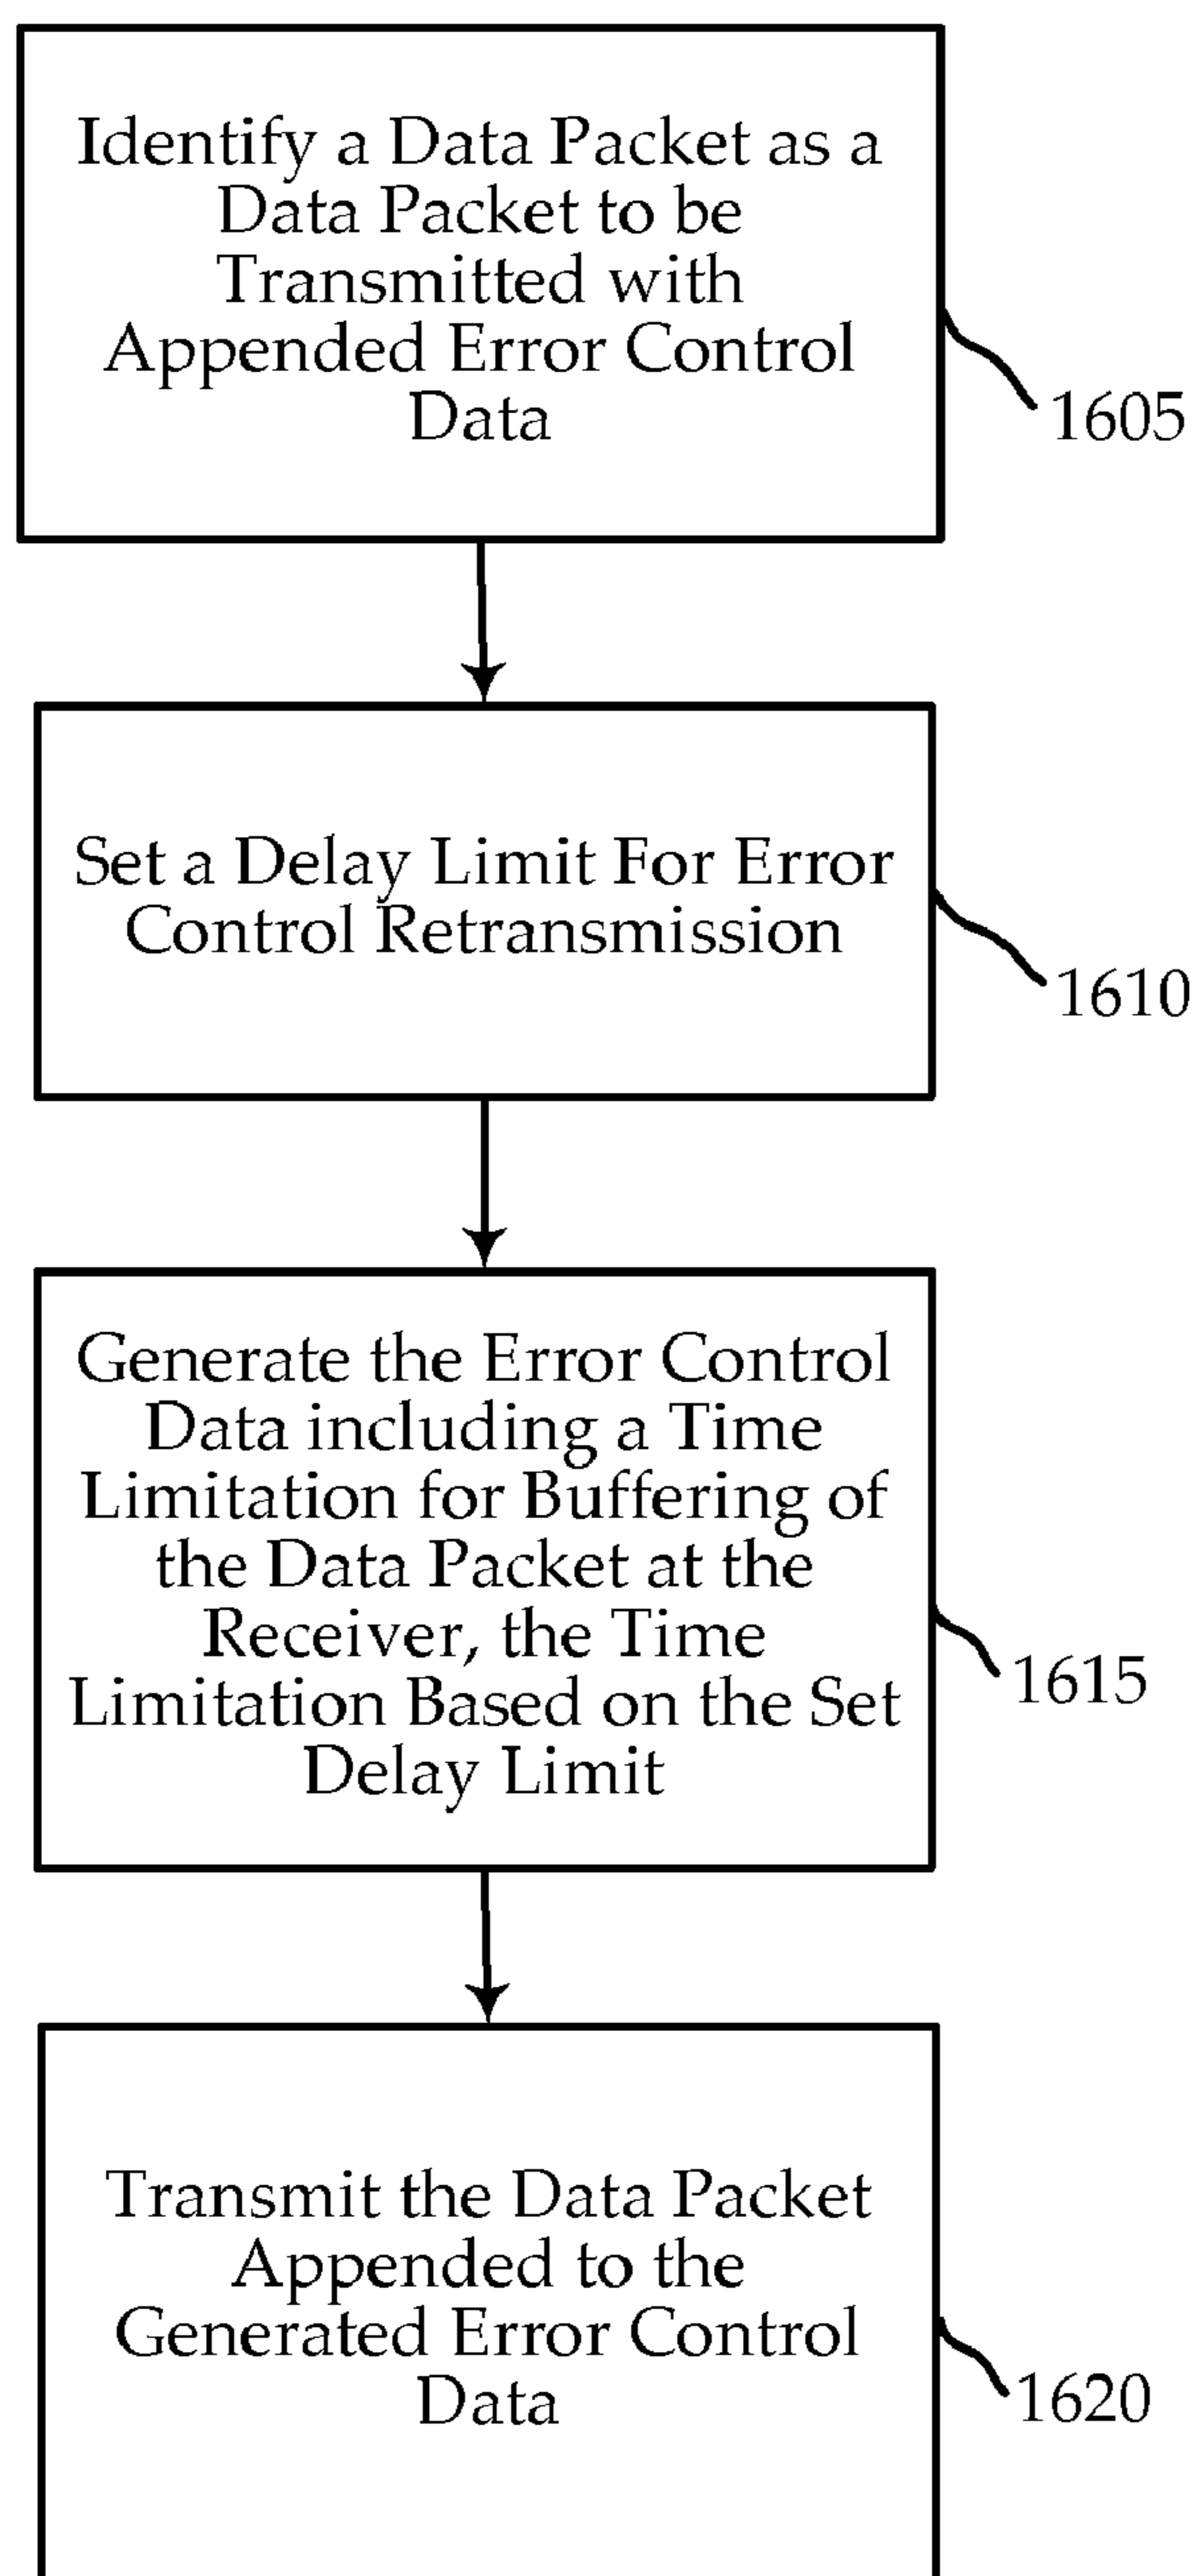 Identify a Data Packet as a
Data Packet to be
Transmitted with
Appended Error Control
Data
1605
Set a Delay Limit For Error
Control Retransmission
1610
Generate the Error Control
Data including a Time
Limitation for Buffering of
the Data Packet at the
Receiver, the Time
Limitation Based on the Set
Delay Limit
1615
Transmit the Data Packet
Appended to the
Generated Error Control
Data
1620